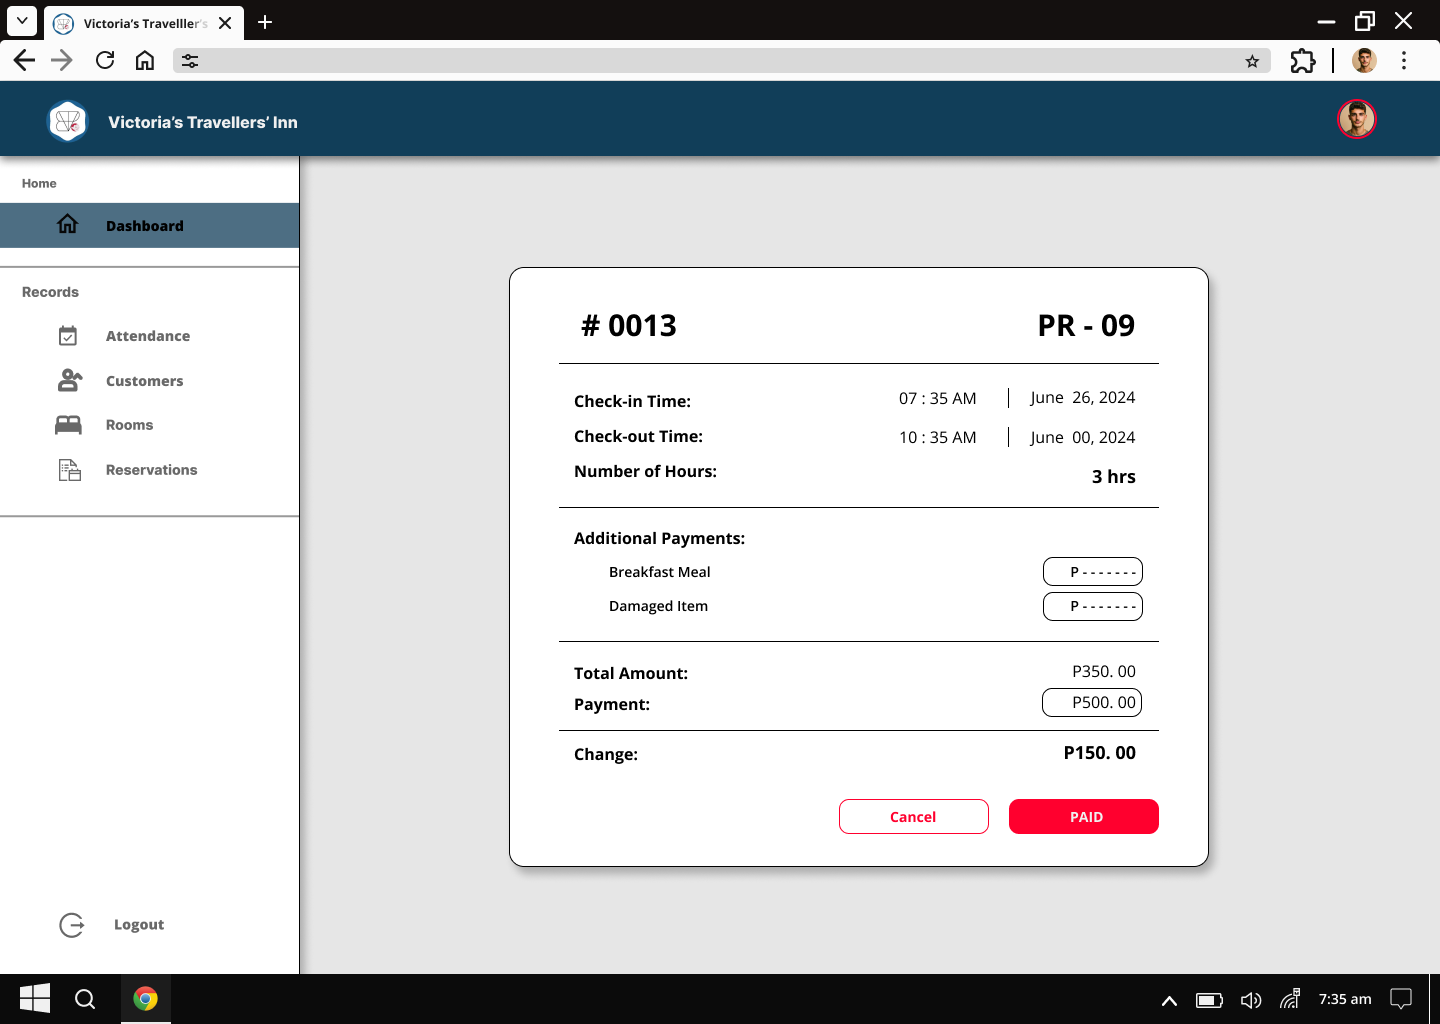 Victoria's Travelller's
Victoria's Travellers' Inn
Home
Dashboard
Records
Attendance
Customers
Rooms
Reservations
Logout
# 0013 PR - 09
Check-in Time: 07 : 35 AM June 26, 2024
Check-out Time: 10 : 35 AM June 00, 2024
Number of Hours: 3 hrs
Additional Payments:
Breakfast Meal P - - - - - - -
Damaged Item P - - - - - - -
Total Amount: P350. 00
Payment: P500. 00
Change: P150. 00
Cancel PAID
7:35 am